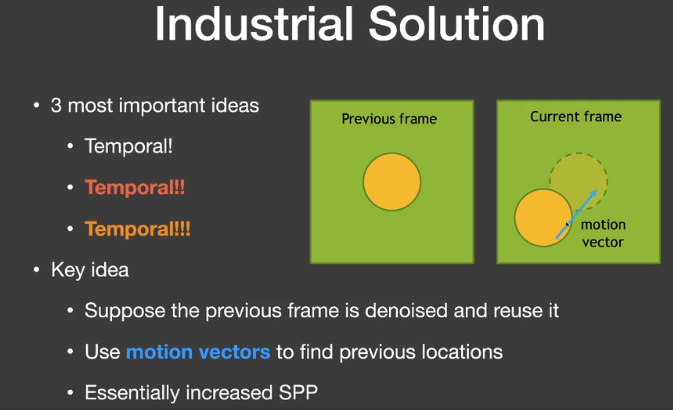 Industrial Solution
• 3 most important ideas
• Temporal!
• Temporal!!
• Temporal!!!
• Key idea
• Suppose the previous frame is denoised and reuse it
• Use motion vectors to find previous locations
• Essentially increased SPP
Previous frame
Current frame
motion
vector